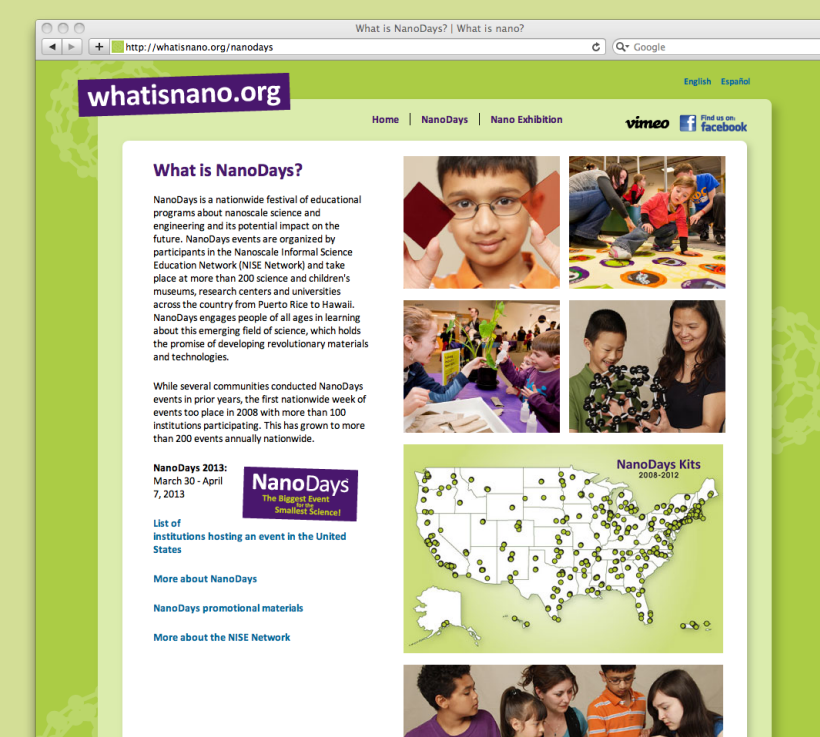 What is NanoDays? | What is nano?
http://whatisnano.org/nanodays
Google
English Español
whatisnano.org
Home | NanoDays | Nano Exhibition
vimeo
f Find us on:
facebook
What is NanoDays?
NanoDays is a nationwide festival of educational
programs about nanoscale science and
engineering and its potential impact on the
future. NanoDays events are organized by
participants in the Nanoscale Informal Science
Education Network (NISE Network) and take
place at more than 200 science and children's
museums, research centers and universities
across the country from Puerto Rice to Hawaii.
NanoDays engages people of all ages in learning
about this emerging field of science, which holds
the promise of developing revolutionary materials
and technologies.
While several communities conducted NanoDays
events in prior years, the first nationwide week of
events too place in 2008 with more than 100
institutions participating. This has grown to more
than 200 events annually nationwide.
NanoDays 2013:
March 30 - April
7, 2013
NanoDays
The Biggest Event
for the
Smallest Science!
List of
institutions hosting an event in the United
States
More about NanoDays
NanoDays promotional materials
More about the NISE Network
NanoDays Kits
2008-2012